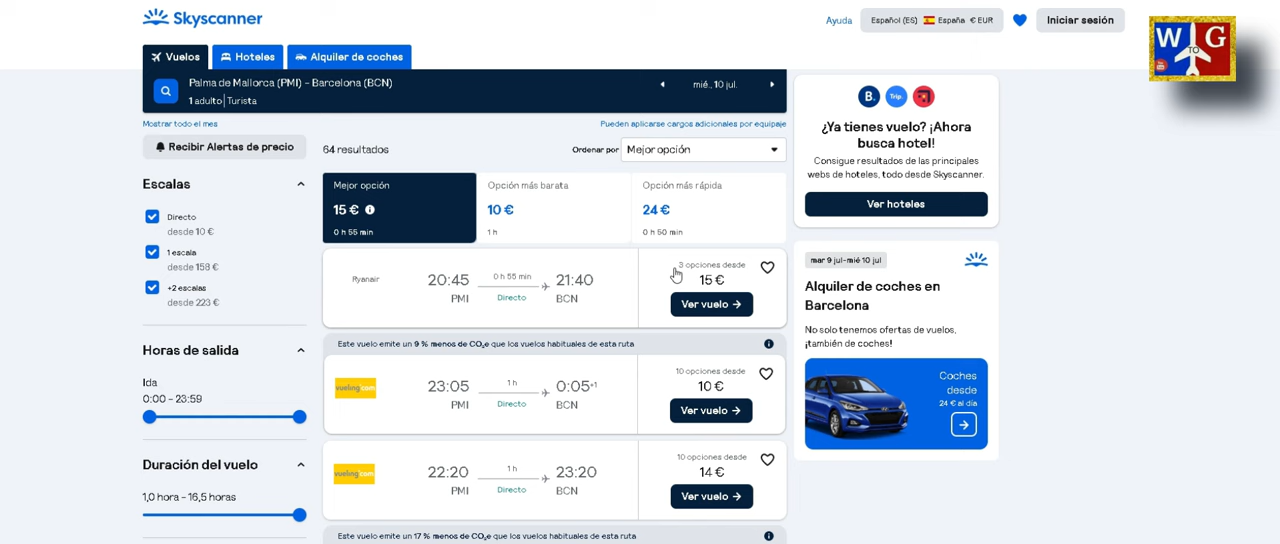 Skyscanner
Ayuda
Español (ES) España € EUR
Iniciar sesión
W TO G
Vuelos
Hoteles
Alquiler de coches
Palma de Mallorca (PMI) - Barcelona (BCN)
1 adulto | Turista
mié., 10 jul.
Mostrar todo el mes
Pueden aplicarse cargos adicionales por equipaje
Recibir Alertas de precio
64 resultados
Ordenar por
Mejor opción
Escalas
Directo
desde 10 €
1 escala
desde 158 €
+2 escalas
desde 223 €
Horas de salida
Ida
0:00 - 23:59
Duración del vuelo
1,0 hora - 16,5 horas
Mejor opción
15 €
0 h 55 min
Opción más barata
10 €
1 h
Opción más rápida
24 €
0 h 50 min
Ryanair
20:45
PMI
0 h 55 min
Directo
21:40
BCN
3 opciones desde
15 €
Ver vuelo →
Este vuelo emite un 9 % menos de CO₂e que los vuelos habituales de esta ruta
vueling.com
23:05
PMI
1 h
Directo
0:05+1
BCN
10 opciones desde
10 €
Ver vuelo →
vueling.com
22:20
PMI
1 h
Directo
23:20
BCN
10 opciones desde
14 €
Ver vuelo →
Este vuelo emite un 17 % menos de CO₂e que los vuelos habituales de esta ruta
B.
Trip.
¿Ya tienes vuelo? ¡Ahora
busca hotel!
Consigue resultados de las principales
webs de hoteles, todo desde Skyscanner.
Ver hoteles
mar 9 jul-mié 10 jul
Alquiler de coches en
Barcelona
No solo tenemos ofertas de vuelos,
¡también de coches!
Coches
desde
24 € al día